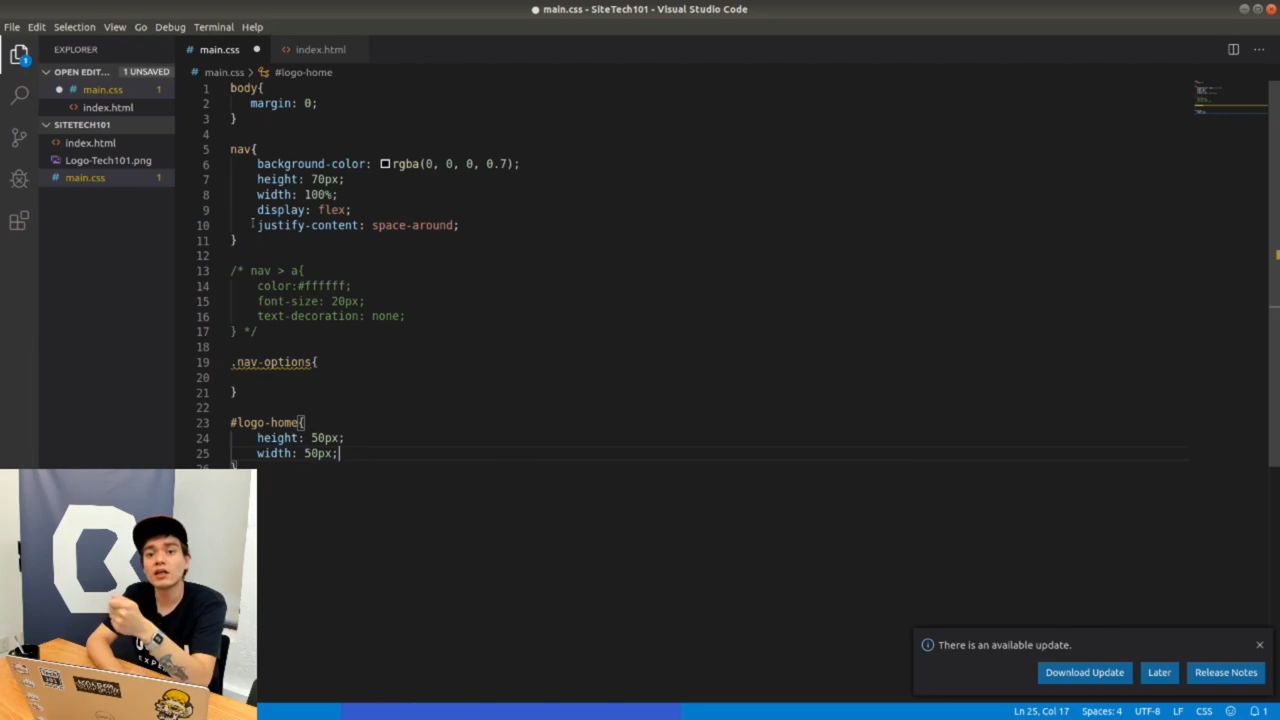 main.css - SiteTech101 - Visual Studio Code
File Edit Selection View Go Debug Terminal Help
EXPLORER
OPEN EDIT... 1 UNSAVED
# main.css 1
<> index.html
SITETECH101
<> index.html
Logo-Tech101.png
# main.css 1
1
# main.css ● <> index.html
# main.css > #logo-home
1 body{
2 margin: 0;
3 }
4
5 nav{
6 background-color: rgba(0, 0, 0, 0.7);
7 height: 70px;
8 width: 100%;
9 display: flex;
10 justify-content: space-around;
11 }
12
13 /* nav > a{
14 color:#ffffff;
15 font-size: 20px;
16 text-decoration: none;
17 } */
18
19 .nav-options{
20
21 }
22
23 #logo-home{
24 height: 50px;
25 width: 50px;
26 }
There is an available update.
Download Update Later Release Notes
Ln 25, Col 17 Spaces: 4 UTF-8 LF CSS 1